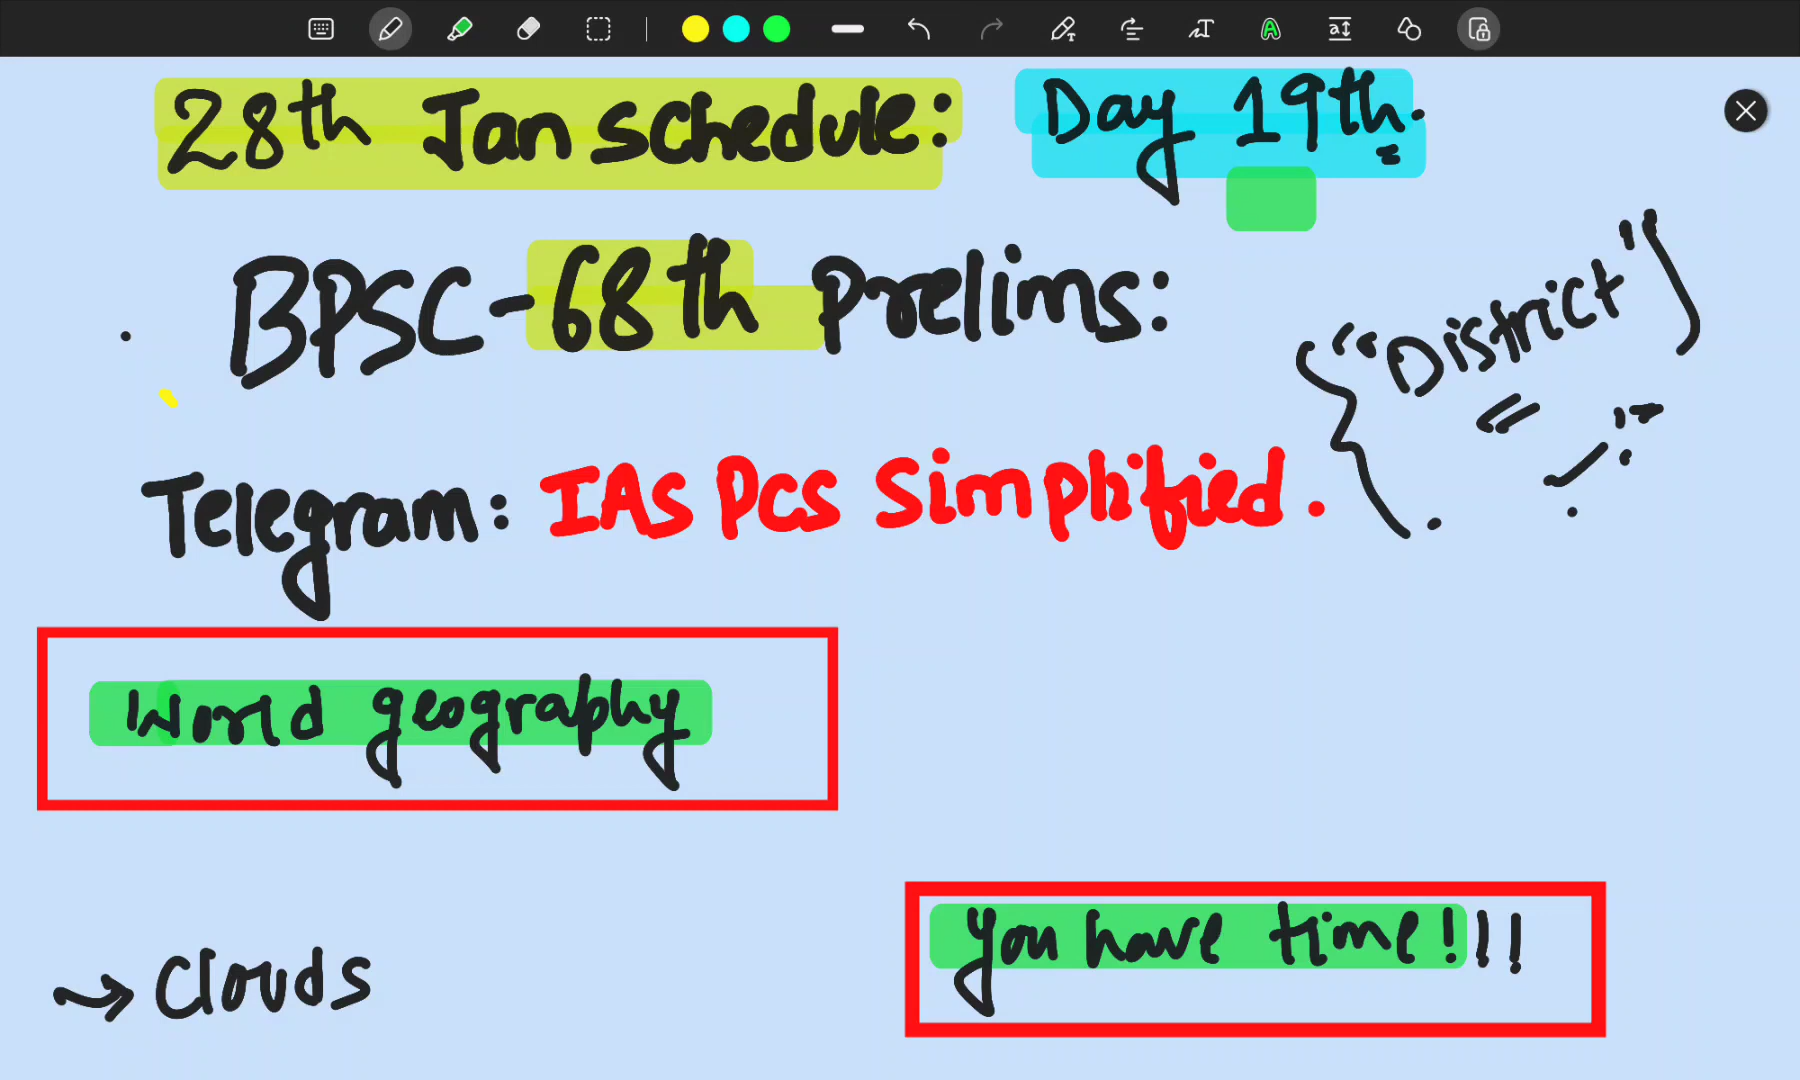 28th Jan schedule: Day 19th.
BPSC-68th Prelims:
"District"
Telegram: IAS PCS Simplified.
World geography
you have time!!!
→ Clouds